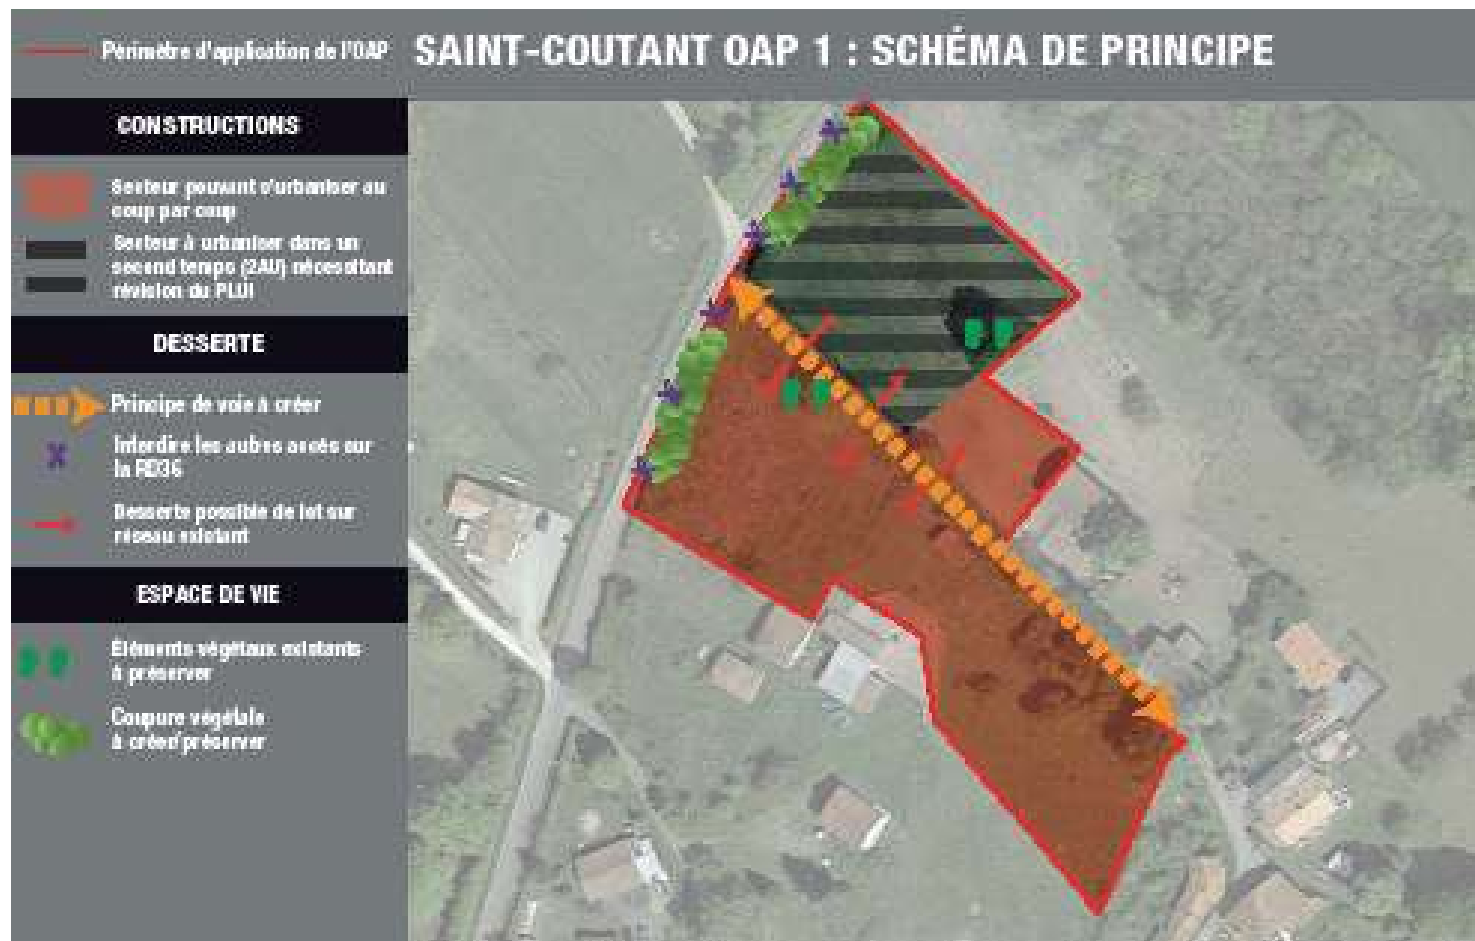 Périmètre d'application de l'OAP
SAINT-COUTANT OAP 1 : SCHÉMA DE PRINCIPE
CONSTRUCTIONS
Secteur pouvant s'urbaniser au
coup par coup
Secteur à urbaniser dans un
second temps (2AU) nécessitant
révision du PLUi
DESSERTE
Principe de voie à créer
Interdire les autres accès sur
la RD36
Desserte possible de lot sur
réseau existant
ESPACE DE VIE
Eléments végétaux existants
à préserver
Coupure végétale
à créer/préserver